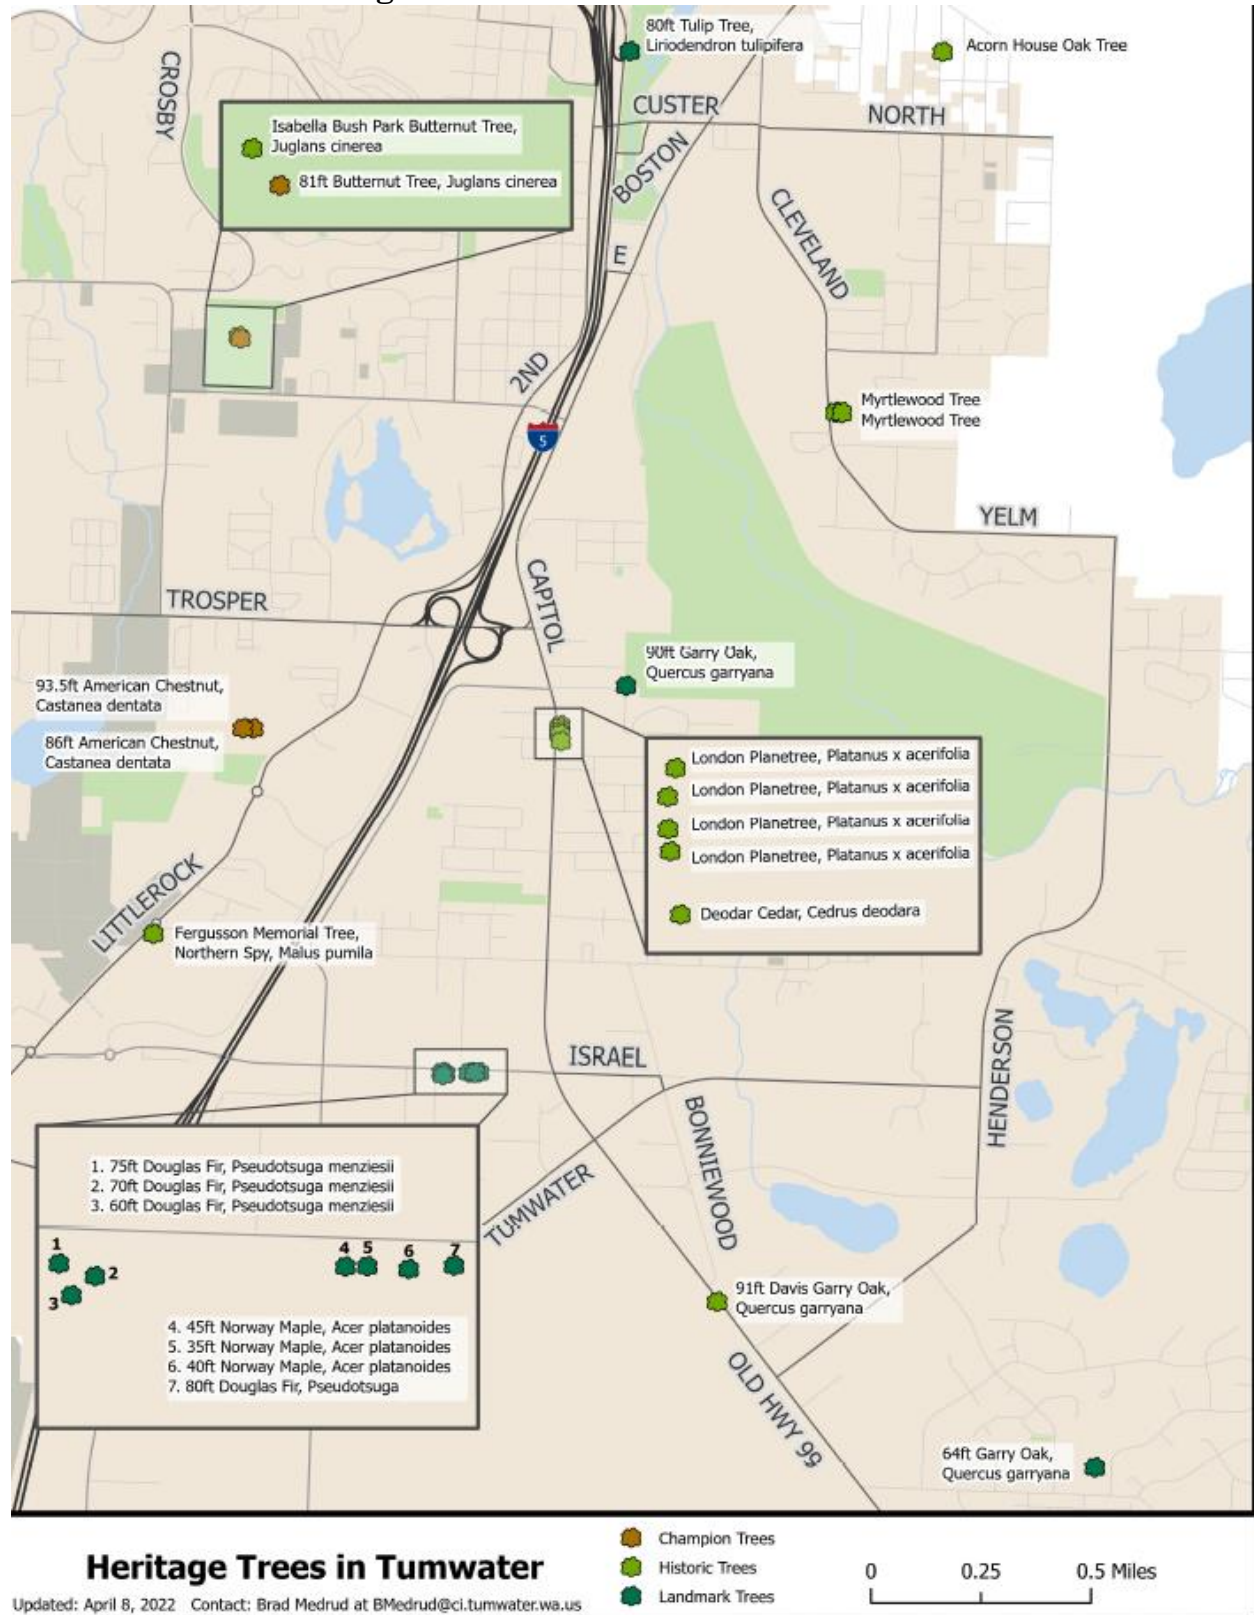 80ft Tulip Tree,
Liriodendron tulipifera
Acorn House Oak Tree
CROSBY
CUSTER
NORTH
Isabella Bush Park Butternut Tree,
Juglans cinerea
81ft Butternut Tree, Juglans cinerea
BOSTON
CLEVELAND
E
2ND
5
Myrtlewood Tree
Myrtlewood Tree
YELM
CAPITOL
TROSPER
90ft Garry Oak,
Quercus garryana
93.5ft American Chestnut,
Castanea dentata
86ft American Chestnut,
Castanea dentata
London Planetree, Platanus x acerifolia
London Planetree, Platanus x acerifolia
London Planetree, Platanus x acerifolia
London Planetree, Platanus x acerifolia
Deodar Cedar, Cedrus deodara
LITTLEROCK
Fergusson Memorial Tree,
Northern Spy, Malus pumila
ISRAEL
HENDERSON
BONNIEWOOD
TUMWATER
1. 75ft Douglas Fir, Pseudotsuga menziesii
2. 70ft Douglas Fir, Pseudotsuga menziesii
3. 60ft Douglas Fir, Pseudotsuga menziesii
1
2
3
4 5 6 7
4. 45ft Norway Maple, Acer platanoides
5. 35ft Norway Maple, Acer platanoides
6. 40ft Norway Maple, Acer platanoides
7. 80ft Douglas Fir, Pseudotsuga
91ft Davis Garry Oak,
Quercus garryana
OLD HWY 99
64ft Garry Oak,
Quercus garryana
Heritage Trees in Tumwater
Updated: April 8, 2022 Contact: Brad Medrud at BMedrud@ci.tumwater.wa.us
Champion Trees
Historic Trees
Landmark Trees
0 0.25 0.5 Miles